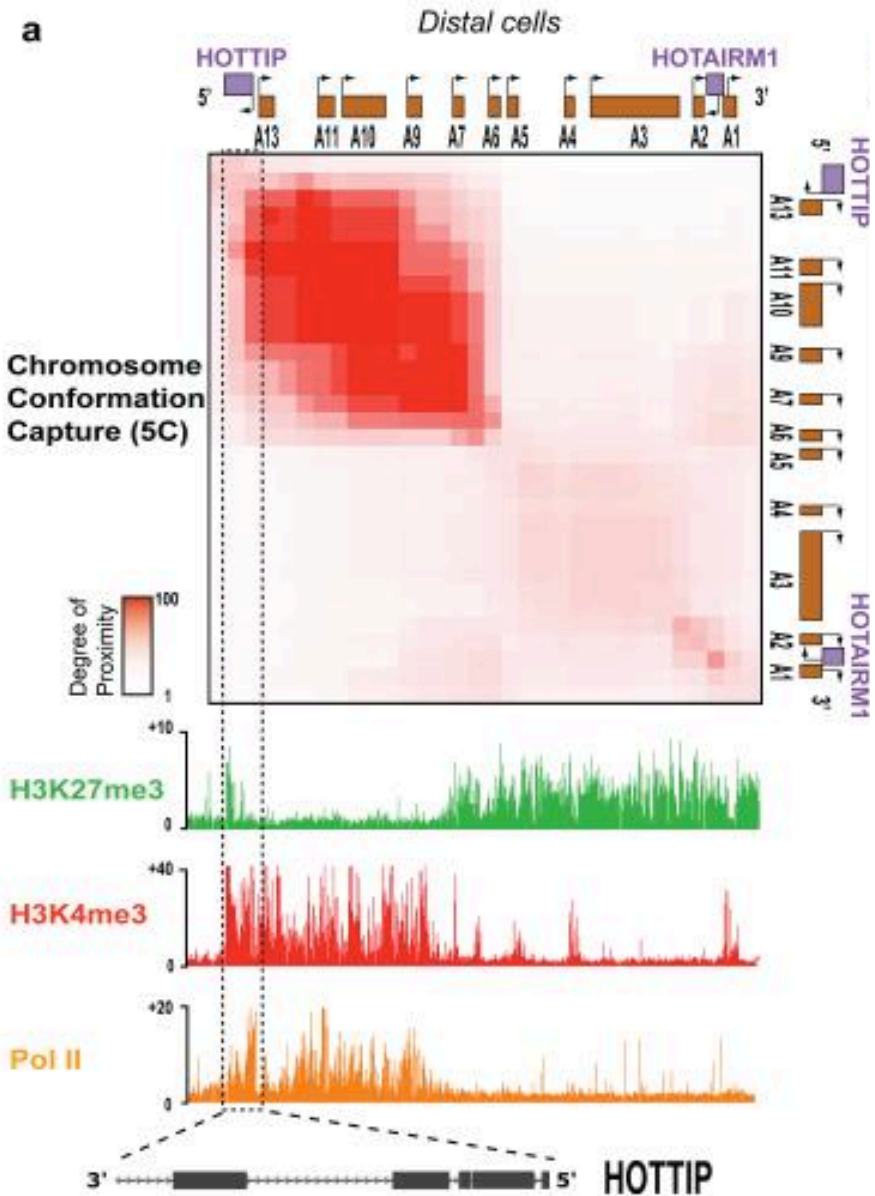 a
Distal cells
HOTTIP
HOTAIRM1
5'
3'
A13 A11 A10 A9 A7 A6 A5 A4 A3 A2 A1
5'
HOTTIP
A13
A11
A10
A9
A7
A6
A5
A4
A3
A2
A1
HOTAIRM1
3'
Chromosome
Conformation
Capture (5C)
Degree of
Proximity
100
1
+10
H3K27me3
0
+40
H3K4me3
0
+20
Pol II
0
3'
5'
HOTTIP